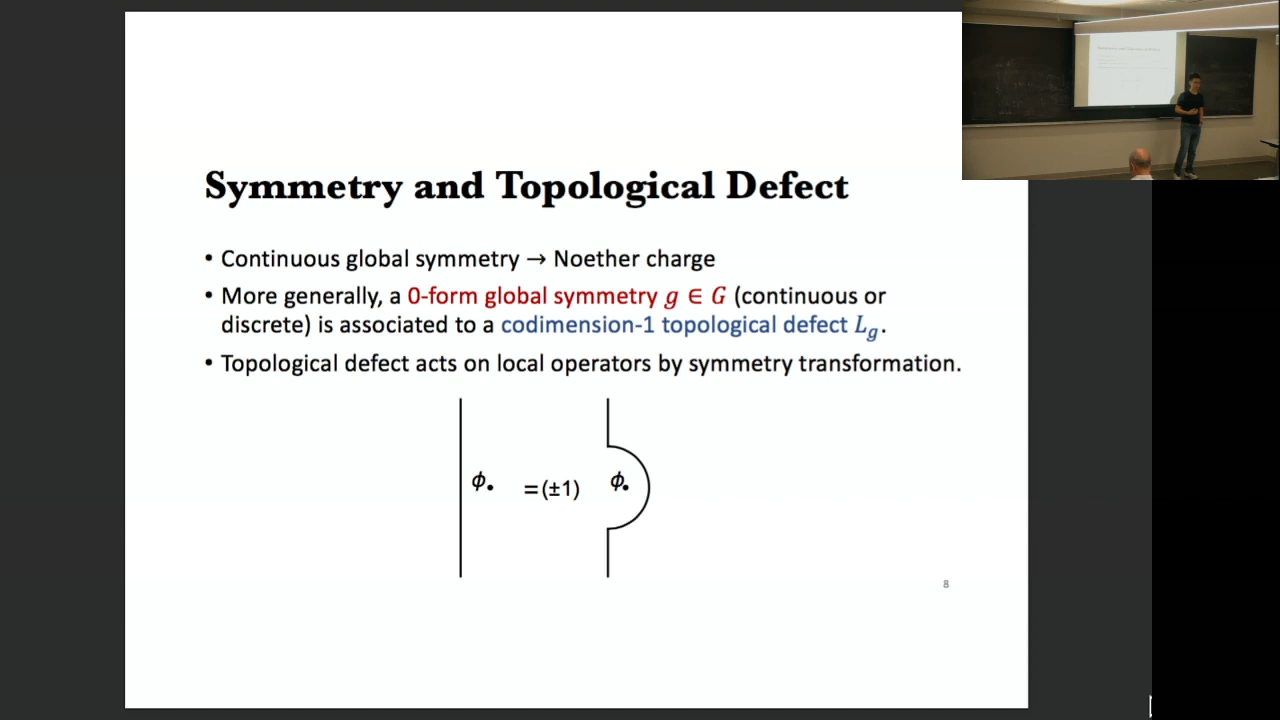 Symmetry and Topological Defect
• Continuous global symmetry → Noether charge
• More generally, a 0-form global symmetry g ∈ G (continuous or
discrete) is associated to a codimension-1 topological defect L_g.
• Topological defect acts on local operators by symmetry transformation.
ϕ. =(±1) ϕ.
8